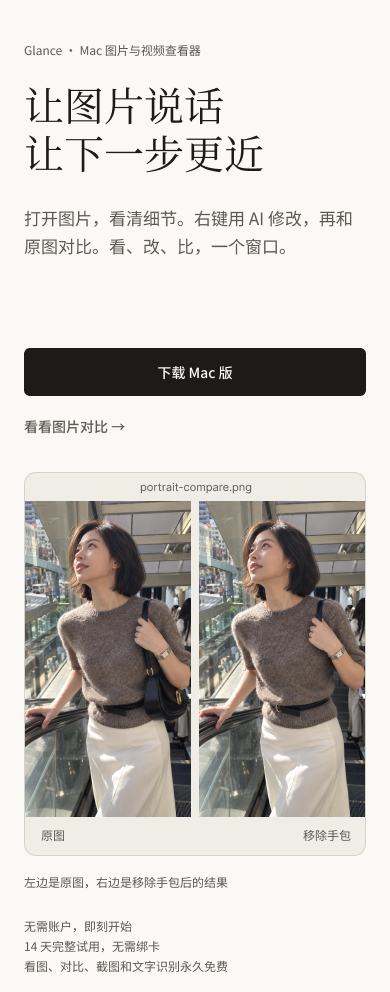 Glance · Mac 图片与视频查看器
让图片说话
让下一步更近
打开图片，看清细节。右键用 AI 修改，再和
原图对比。看、改、比，一个窗口。
下载 Mac 版
看看图片对比 →
portrait-compare.png
原图
移除手包
左边是原图，右边是移除手包后的结果
无需账户，即刻开始
14 天完整试用，无需绑卡
看图、对比、截图和文字识别永久免费